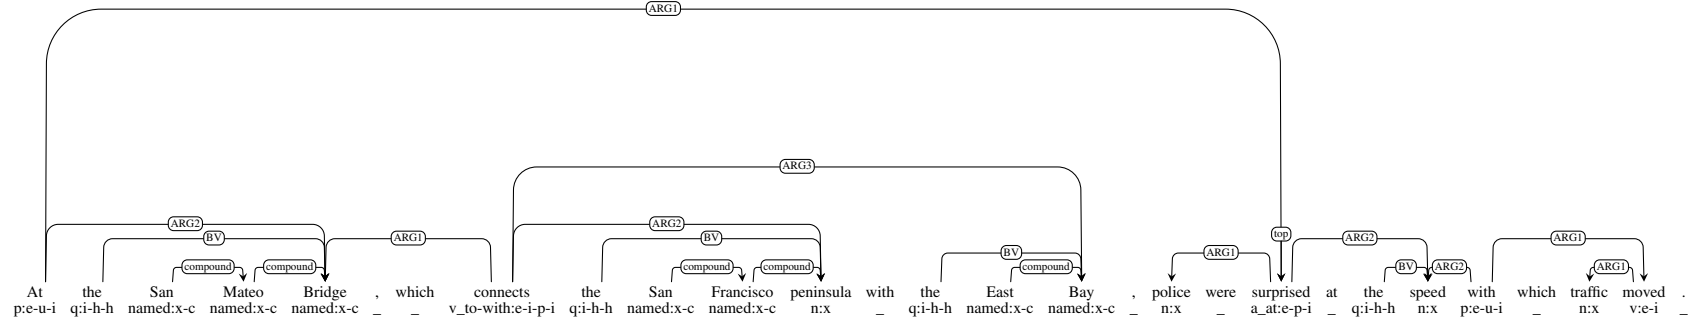 ARG1
ARG3
ARG2 ARG2
BV ARG1 BV top ARG2 ARG1
BV ARG1
compound compound compound compound compound BV ARG2 ARG1
At the San Mateo Bridge , which connects the San Francisco peninsula with the East Bay , police were surprised at the speed with which traffic moved .
p:e-u-i q:i-h-h named:x-c named:x-c named:x-c _ _ v_to-with:e-i-p-i q:i-h-h named:x-c named:x-c n:x _ q:i-h-h named:x-c named:x-c _ n:x _ a_at:e-p-i _ q:i-h-h n:x p:e-u-i _ n:x v:e-i _